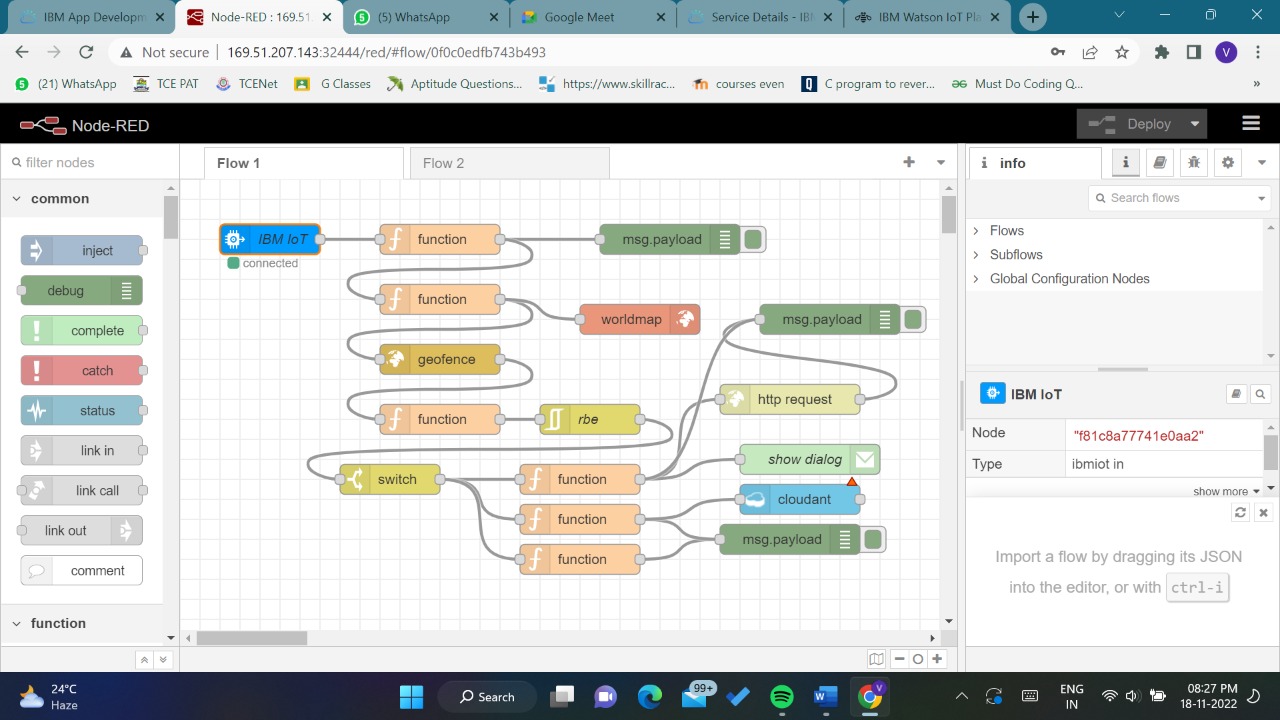 IBM App Developm
Node-RED : 169.51.
(5) WhatsApp
Google Meet
Service Details - IBM
IBM Watson IoT Pla
Not secure | 169.51.207.143:32444/red/#flow/0f0c0edfb743b493
V
(21) WhatsApp
TCE PAT
TCENet
G Classes
Aptitude Questions...
https://www.skillrac...
courses even
C program to rever...
Must Do Coding Q...
»
Node-RED
Deploy
filter nodes
Flow 1
Flow 2
info
common
Search flows
inject
debug
complete
catch
status
link in
link call
link out
comment
function
IBM IoT
connected
function
msg.payload
function
worldmap
msg.payload
geofence
http request
function
rbe
show dialog
switch
function
cloudant
function
msg.payload
function
Flows
Subflows
Global Configuration Nodes
IBM IoT
Node "f81c8a77741e0aa2"
Type ibmiot in
show more
Import a flow by dragging its JSON
into the editor, or with ctrl-i
24°C
Haze
Search
99+
V
ENG
IN
08:27 PM
18-11-2022